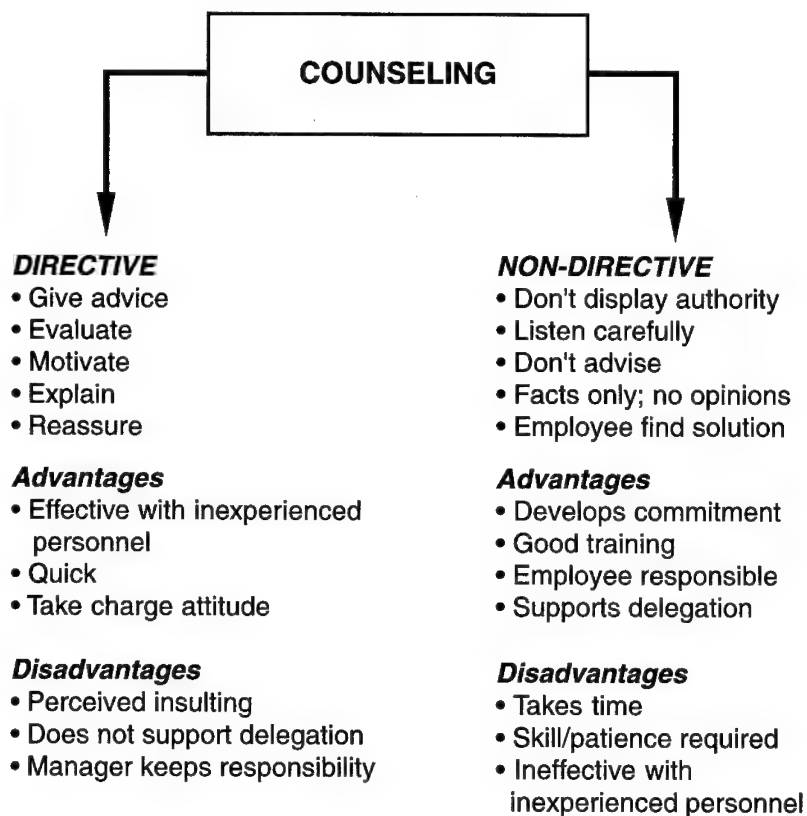 COUNSELING
DIRECTIVE
• Give advice
• Evaluate
• Motivate
• Explain
• Reassure
Advantages
• Effective with inexperienced
personnel
• Quick
• Take charge attitude
Disadvantages
• Perceived insulting
• Does not support delegation
• Manager keeps responsibility
NON-DIRECTIVE
• Don't display authority
• Listen carefully
• Don't advise
• Facts only; no opinions
• Employee find solution
Advantages
• Develops commitment
• Good training
• Employee responsible
• Supports delegation
Disadvantages
• Takes time
• Skill/patience required
• Ineffective with
inexperienced personnel